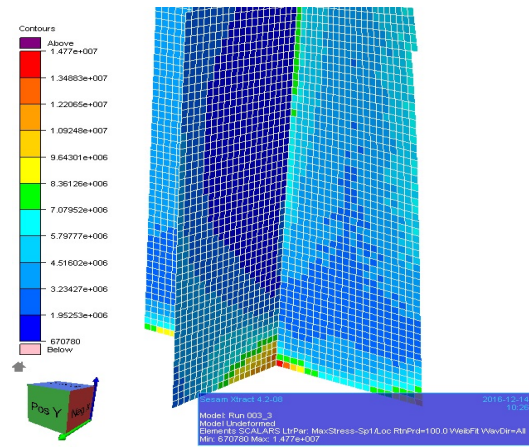 Contours
Above
1.477e+007
1.34883e+007
1.22065e+007
1.09248e+007
9.64301e+006
8.36126e+006
7.07952e+006
5.79777e+006
4.51602e+006
3.23427e+006
1.95253e+006
670780
Below
Pos Y
Sesam Xtract 4.2-08 2016-12-14
10:26
Model: Run 003_3
Model Undeformed
Elements SCALARS LtrPar: MaxStress-Sp1/Loc RtnPrd=100.0 WeibFit WavDir=All
Min: 670780 Max: 1.477e+007